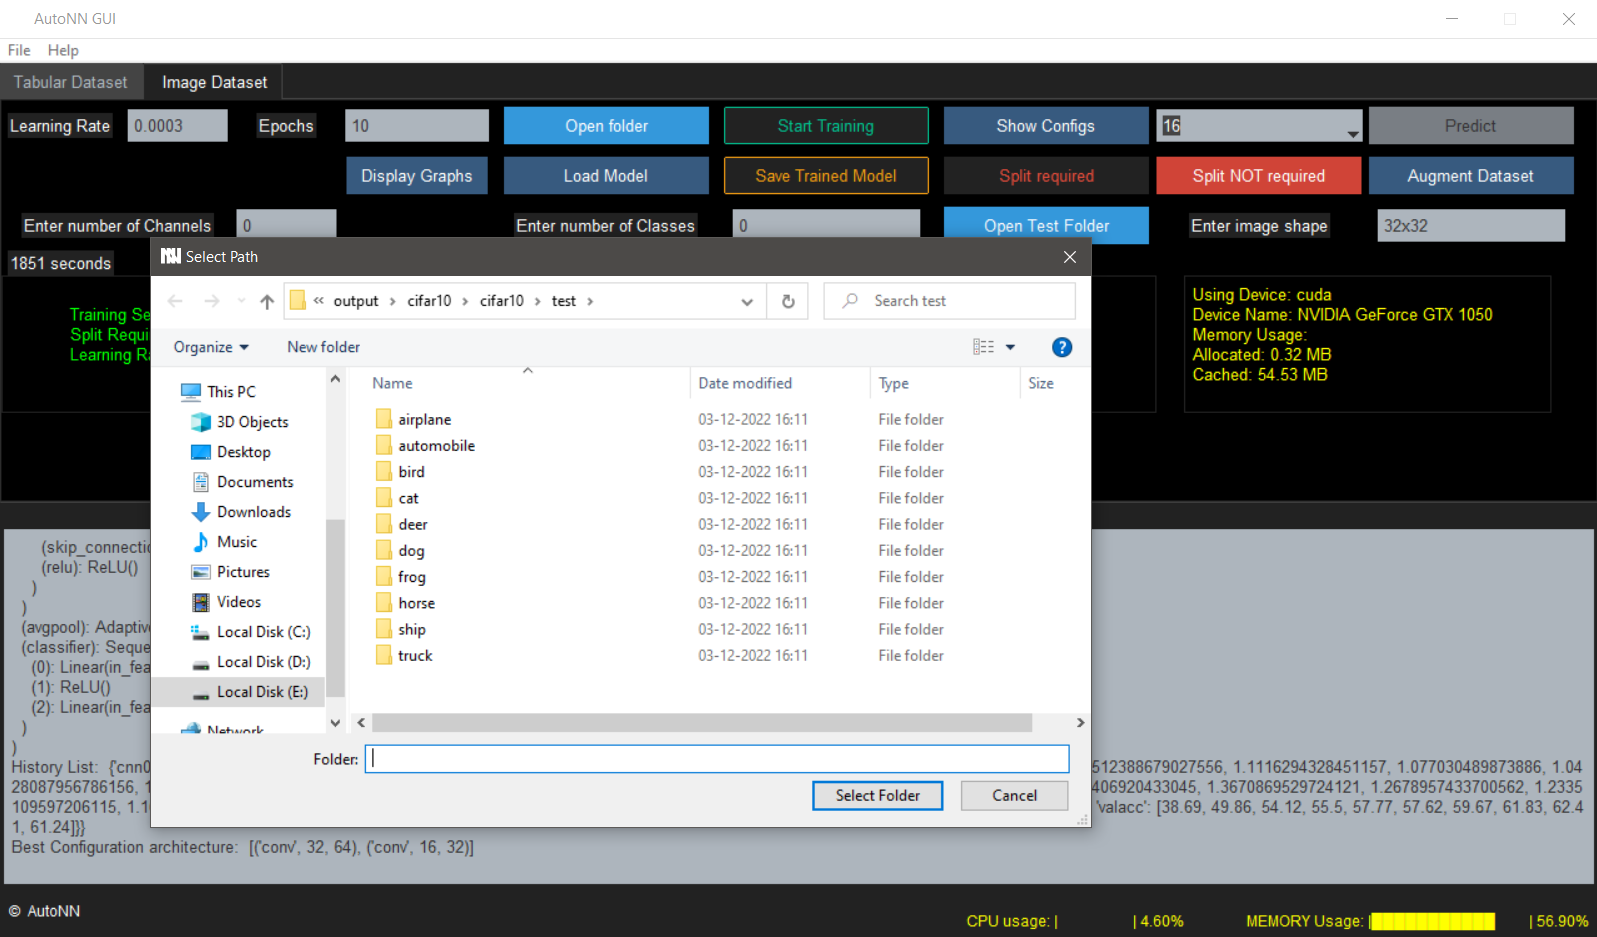 AutoNN GUI
File Help
Tabular Dataset Image Dataset
Learning Rate 0.0003 Epochs 10 Open folder Start Training Show Configs 16 Predict
Display Graphs Load Model Save Trained Model Split required Split NOT required Augment Dataset
Enter number of Channels 0 Enter number of Classes 0 Open Test Folder Enter image shape 32x32
1851 seconds
Training Se
Split Requi
Learning Ra
Using Device: cuda
Device Name: NVIDIA GeForce GTX 1050
Memory Usage:
Allocated: 0.32 MB
Cached: 54.53 MB
Select Path
« output › cifar10 › cifar10 › test ›
Search test
Organize New folder
This PC
3D Objects
Desktop
Documents
Downloads
Music
Pictures
Videos
Local Disk (C:)
Local Disk (D:)
Local Disk (E:)
Network
Name Date modified Type Size
airplane 03-12-2022 16:11 File folder
automobile 03-12-2022 16:11 File folder
bird 03-12-2022 16:11 File folder
cat 03-12-2022 16:11 File folder
deer 03-12-2022 16:11 File folder
dog 03-12-2022 16:11 File folder
frog 03-12-2022 16:11 File folder
horse 03-12-2022 16:11 File folder
ship 03-12-2022 16:11 File folder
truck 03-12-2022 16:11 File folder
Folder:
Select Folder Cancel
(skip_connectio
(relu): ReLU()
)
)
(avgpool): Adaptive
(classifier): Seque
(0): Linear(in_fea
(1): ReLU()
(2): Linear(in_fea
)
)
History List: {'cnn0 512388679027556, 1.1116294328451157, 1.077030489873886, 1.04
28087956786156, 1 406920433045, 1.3670869529724121, 1.2678957433700562, 1.2335
109597206115, 1.1 'valacc': [38.69, 49.86, 54.12, 55.5, 57.77, 57.62, 59.67, 61.83, 62.4
1, 61.24]}}
Best Configuration architecture: [('conv', 32, 64), ('conv', 16, 32)]
© AutoNN
CPU usage: | | 4.60% MEMORY Usage: | | 56.90%